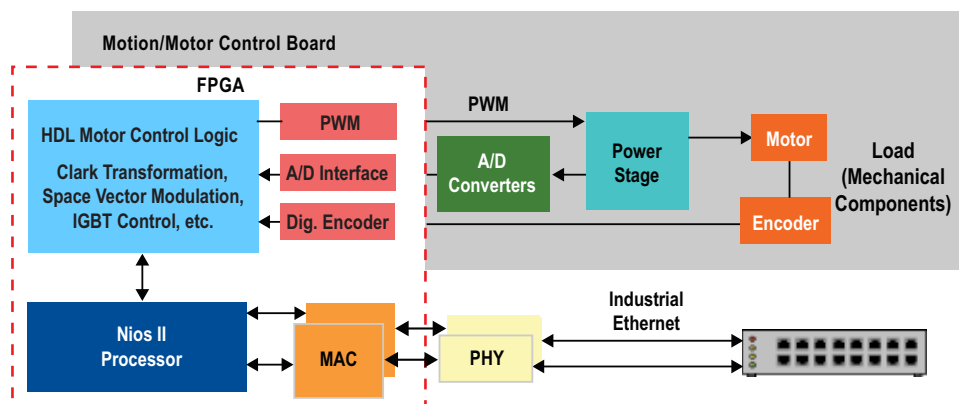 Motion/Motor Control Board
FPGA
HDL Motor Control Logic
Clark Transformation,
Space Vector Modulation,
IGBT Control, etc.
PWM
A/D Interface
Dig. Encoder
PWM
A/D
Converters
Power
Stage
Motor
Encoder
Load
(Mechanical
Components)
Nios II
Processor
MAC
PHY
Industrial
Ethernet